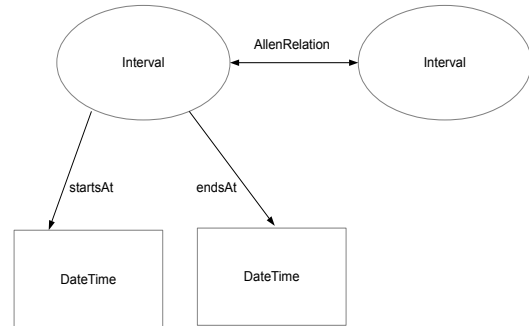 AllenRelation
Interval
Interval
startsAt
endsAt
DateTime
DateTime